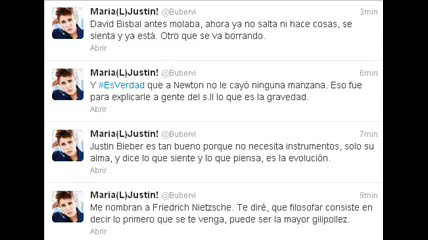 Maria(L)Justin! @Bubervi 3min
David Bisbal antes molaba, ahora ya no salta ni hace cosas, se
sienta y ya está. Otro que se va borrando.
Abrir
Maria(L)Justin! @Bubervi 6min
Y #EsVerdad que a Newton no le cayó ninguna manzana. Eso fue
para explicarle a gente del s.II lo que es la gravedad.
Abrir
Maria(L)Justin! @Bubervi 7min
Justin Bieber es tan bueno porque no necesita instrumentos, solo su
alma, y dice lo que siente y lo que piensa, es la evolución.
Abrir
Maria(L)Justin! @Bubervi 9min
Me nombran a Friedrich Nietzsche. Te diré, que filosofar consiste en
decir lo primero que se te venga, puede ser la mayor gilipollez.